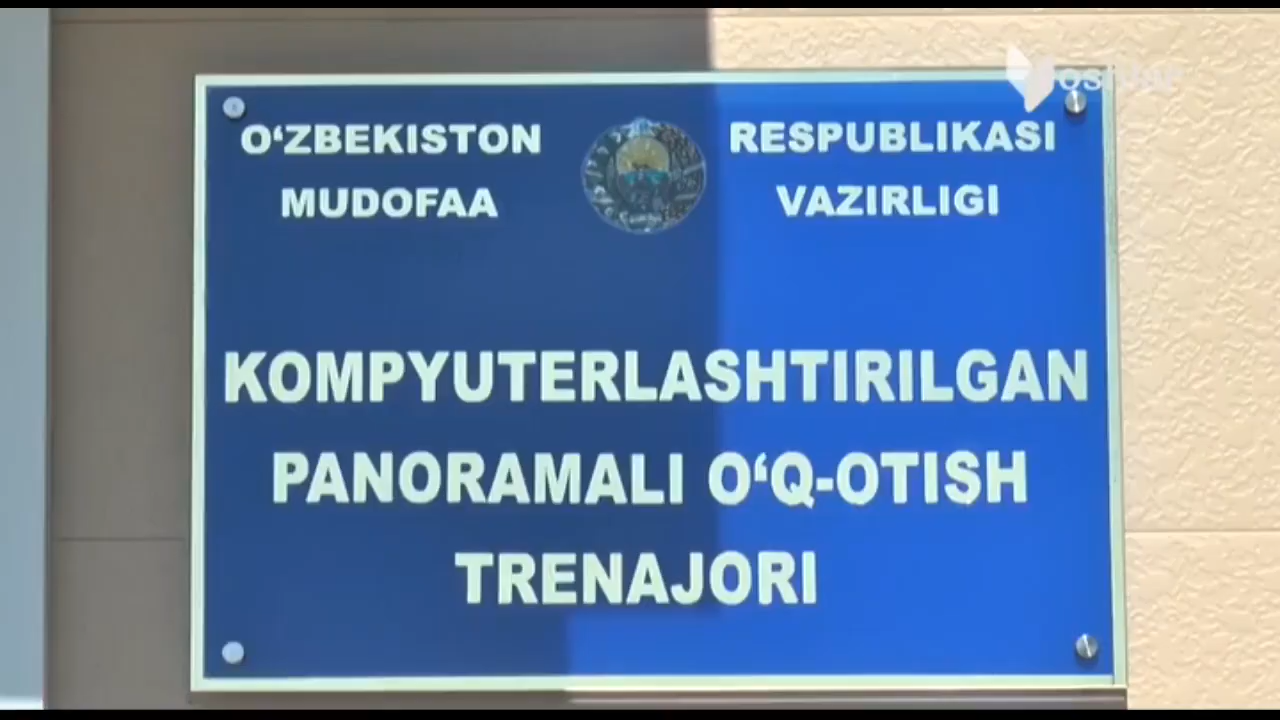 O‘ZBEKISTON RESPUBLIKASI
MUDOFAA VAZIRLIGI
KOMPYUTERLASHTIRILGAN
PANORAMALI O‘Q-OTISH
TRENAJORI